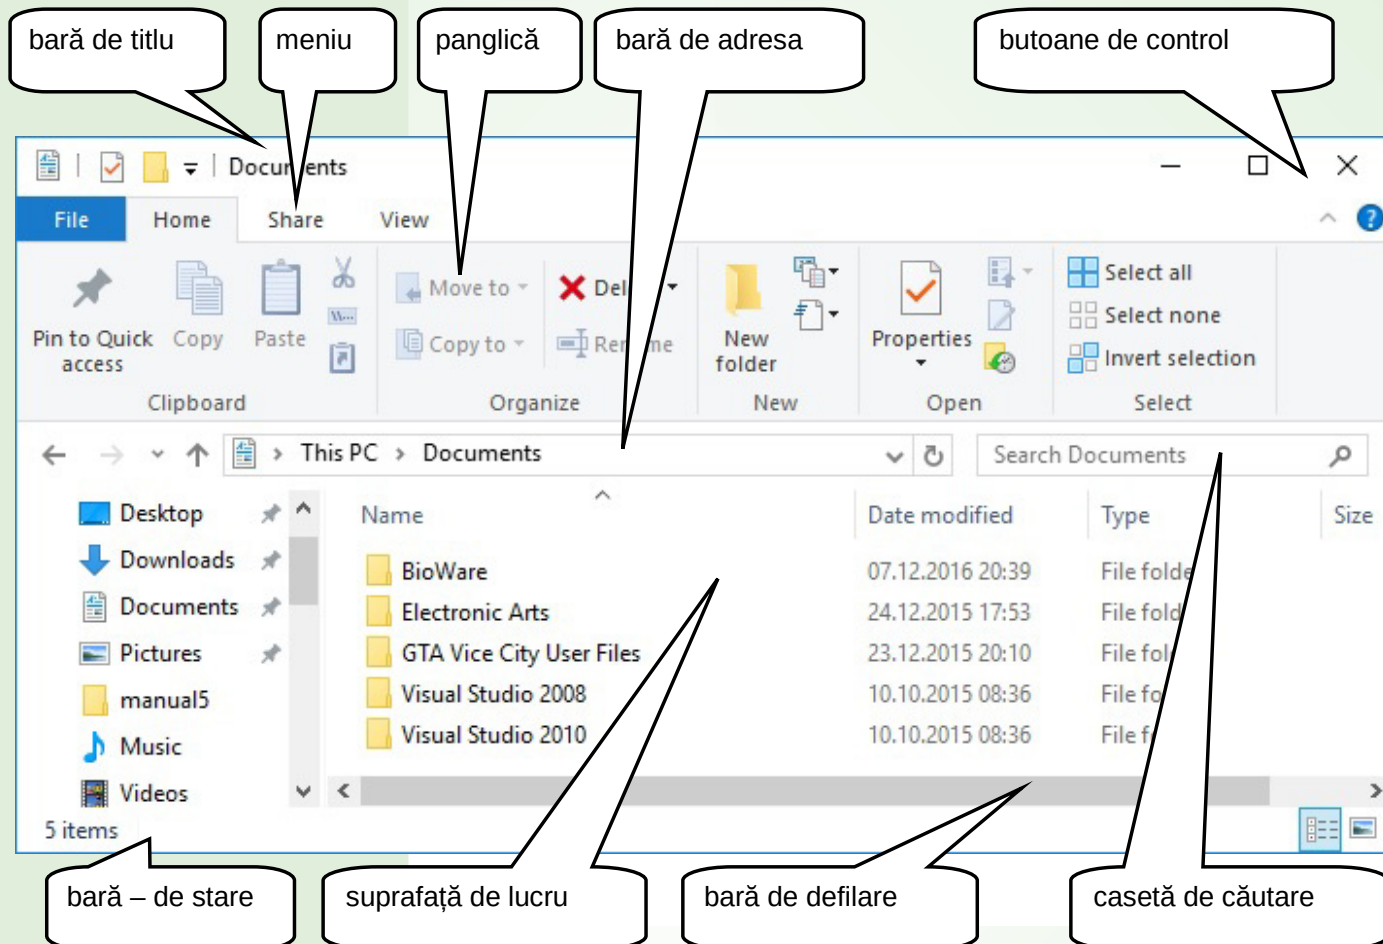 bară de titlu
meniu
panglică
bară de adresa
butoane de control
Documents
File Home Share View
Pin to Quick access
Copy
Paste
Move to
Copy to
Rename
New folder
Properties
Select all
Select none
Invert selection
Clipboard Organize New Open Select
This PC > Documents
Search Documents
Name Date modified Type Size
Desktop
Downloads
Documents
Pictures
manual5
Music
Videos
BioWare 07.12.2016 20:39 File folde
Electronic Arts 24.12.2015 17:53 File fold
GTA Vice City User Files 23.12.2015 20:10 File fol
Visual Studio 2008 10.10.2015 08:36 File fo
Visual Studio 2010 10.10.2015 08:36 File f
5 items
bară – de stare
suprafață de lucru
bară de defilare
casetă de căutare